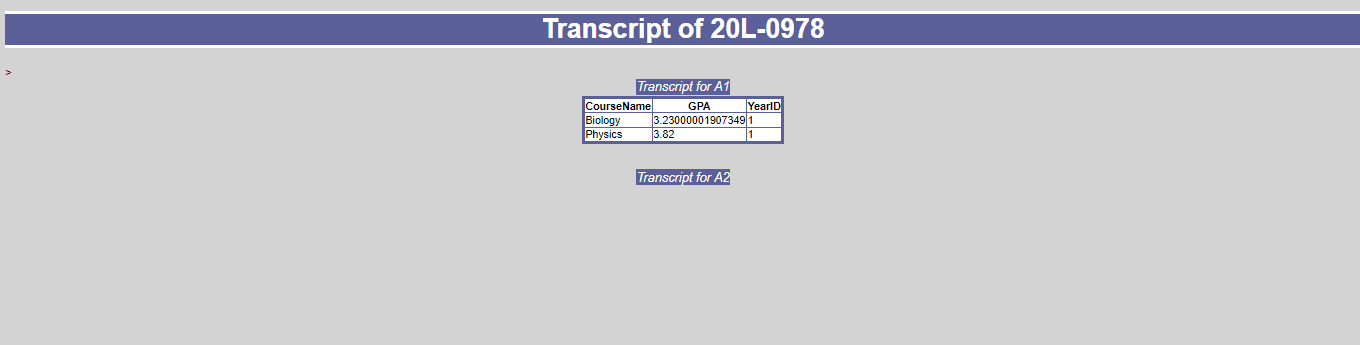 Transcript of 20L-0978
>
Transcript for A1
CourseName GPA YearID
Biology 3.23000001907349 1
Physics 3.82 1
Transcript for A2